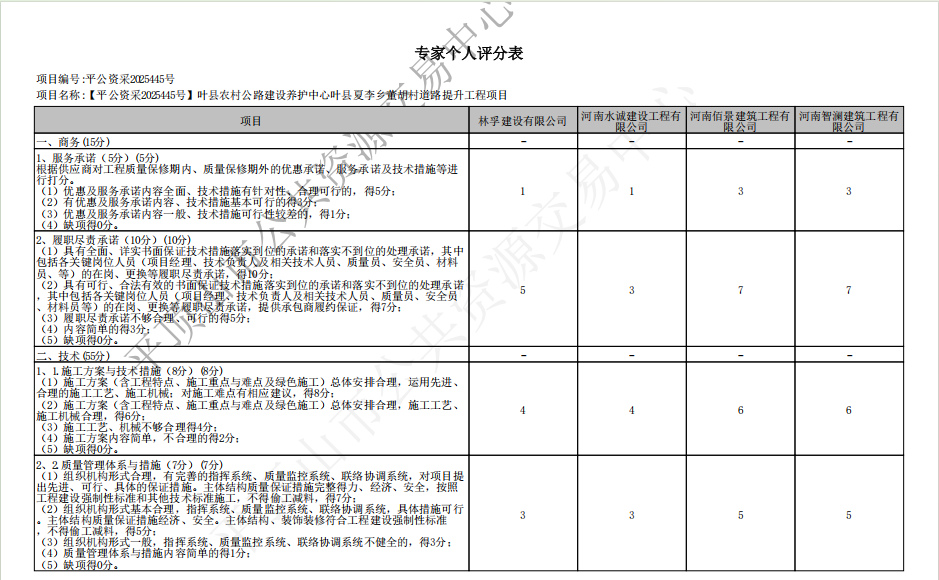 专家个人评分表
项目编号:平公资采2025445号
项目名称:【平公资采2025445号】叶县农村公路建设养护中心叶县夏李乡董胡村道路提升工程项目
项目 林孚建设有限公司 河南水诚建设工程有限公司 河南佰景建筑工程有限公司 河南智澜建筑工程有限公司
一、商务(15分) - - - -
1、服务承诺（5分）(5分)
根据供应商对工程质量保修期内、质量保修期外的优惠承诺、服务承诺及技术措施等进
行打分。
（1）优惠及服务承诺内容全面、技术措施有针对性、合理可行的，得5分；
（2）有优惠及服务承诺内容、技术措施基本可行的得3分；
（3）优惠及服务承诺内容一般、技术措施可行性较差的，得1分；
（4）缺项得0分。
1 1 3 3
2、履职尽责承诺（10分）(10分)
（1）具有全面、详实书面保证技术措施落实到位的承诺和落实不到位的处理承诺，其中
包括各关键岗位人员（项目经理、技术负责人及相关技术人员、质量员、安全员、材料
员、等）的在岗、更换等履职尽责承诺，得10分；
（2）具有可行、合法有效的书面保证技术措施落实到位的承诺和落实不到位的处理承诺
，其中包括各关键岗位人员（项目经理、技术负责人及相关技术人员、质量员、安全员
、材料员等）的在岗、更换等履职尽责承诺，提供承包商履约保证，得7分；
（3）履职尽责承诺不够合理、可行的得5分；
（4）内容简单的得3分；
（5）缺项得0分。
5 3 7 7
二、技术(55分) - - - -
1、1.施工方案与技术措施（8分）(8分)
（1）施工方案（含工程特点、施工重点与难点及绿色施工）总体安排合理，运用先进、
合理的施工工艺、施工机械；对施工难点有相应建议，得8分；
（2）施工方案（含工程特点、施工重点与难点及绿色施工）总体安排合理，施工工艺、
施工机械合理，得6分；
（3）施工工艺、机械不够合理得4分；
（4）施工方案内容简单，不合理的得2分；
（5）缺项得0分。
4 4 6 6
2、2.质量管理体系与措施（7分）(7分)
（1）组织机构形式合理，有完善的指挥系统、质量监控系统、联络协调系统，对项目提
出先进、可行、具体的保证措施。主体结构质量保证措施完整得力、经济、安全，按照
工程建设强制性标准和其他技术标准施工，不得偷工减料，得7分；
（2）组织机构形式基本合理，指挥系统、质量监控系统、联络协调系统，具体措施可行
。主体结构质量保证措施经济、安全。主体结构、装饰装修符合工程建设强制性标准
，不得偷工减料，得5分；
（3）组织机构形式一般，指挥系统、质量监控系统、联络协调系统不健全的，得3分；
（4）质量管理体系与措施内容简单的得1分；
（5）缺项得0分。
3 3 5 5
平顶山市公共资源交易中心
平顶山市公共资源交易中心